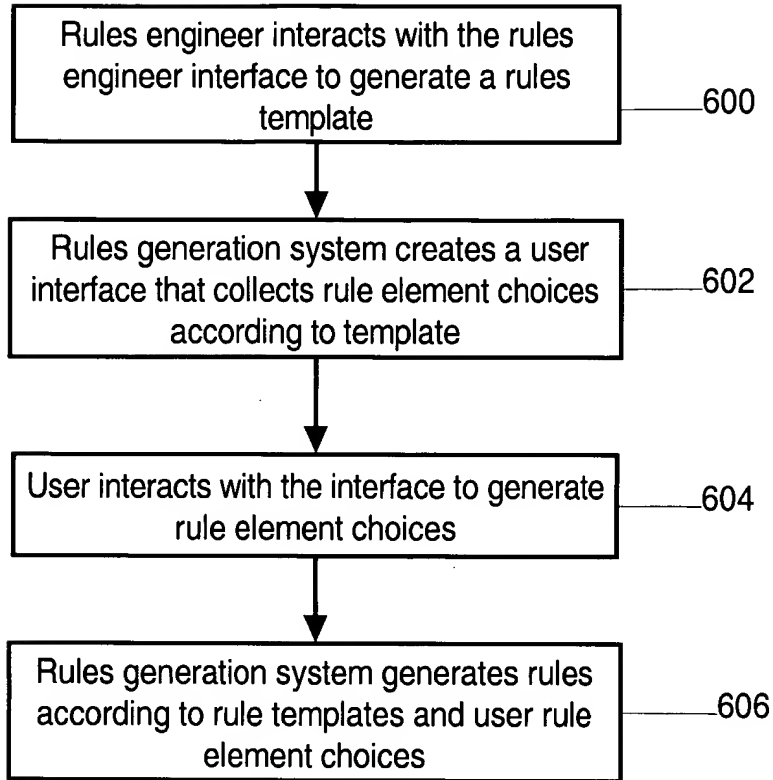 Rules engineer interacts with the rules
engineer interface to generate a rules
template
600
Rules generation system creates a user
interface that collects rule element choices
according to template
602
User interacts with the interface to generate
rule element choices
604
Rules generation system generates rules
according to rule templates and user rule
element choices
606